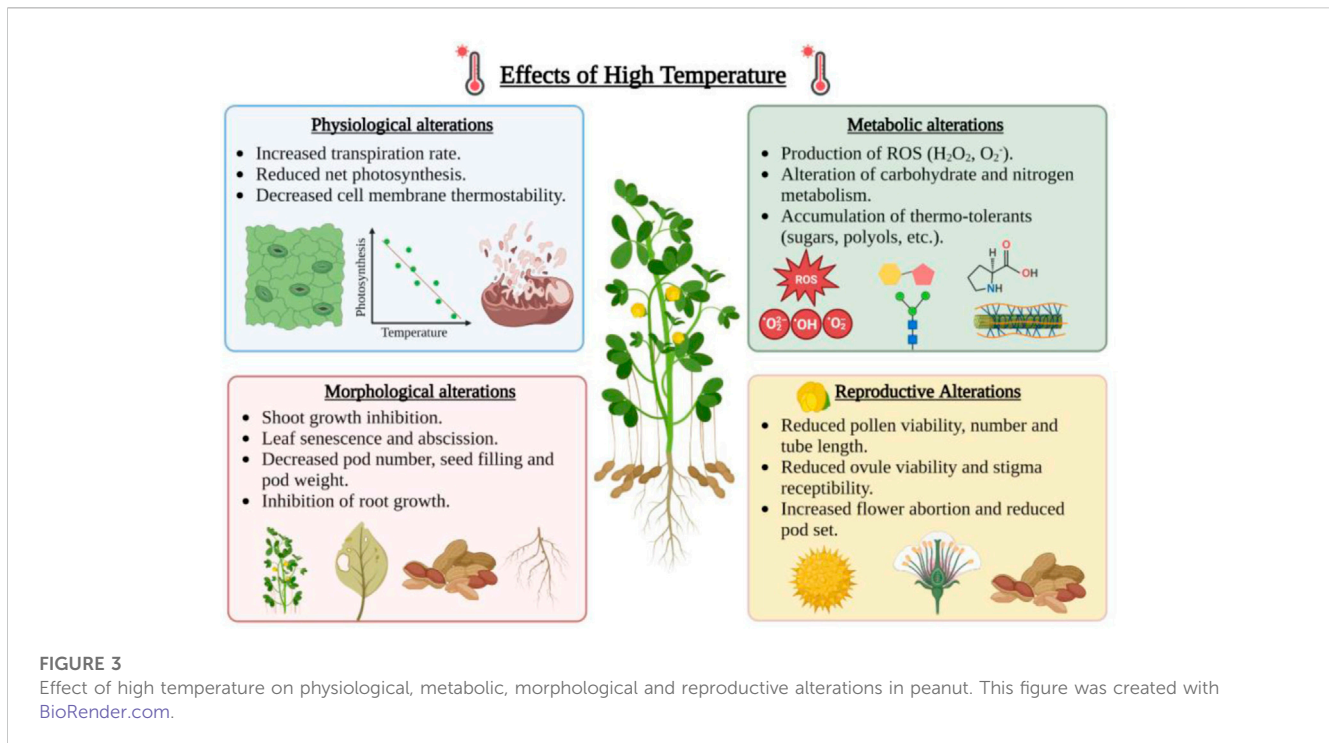 Effects of High Temperature
Physiological alterations
• Increased transpiration rate.
• Reduced net photosynthesis.
• Decreased cell membrane thermostability.
Photosynthesis
Temperature
Metabolic alterations
• Production of ROS (H₂O₂, O₂·).
• Alteration of carbohydrate and nitrogen
metabolism.
• Accumulation of thermo-tolerants
(sugars, polyols, etc.).
ROS
·O₂²⁻ ·OH ·O₂⁻
H
O
OH
NH
Morphological alterations
• Shoot growth inhibition.
• Leaf senescence and abscission.
• Decreased pod number, seed filling and
pod weight.
• Inhibition of root growth.
Reproductive Alterations
• Reduced pollen viability, number and
tube length.
• Reduced ovule viability and stigma
receptibility.
• Increased flower abortion and reduced
pod set.
FIGURE 3
Effect of high temperature on physiological, metabolic, morphological and reproductive alterations in peanut. This figure was created with
BioRender.com.